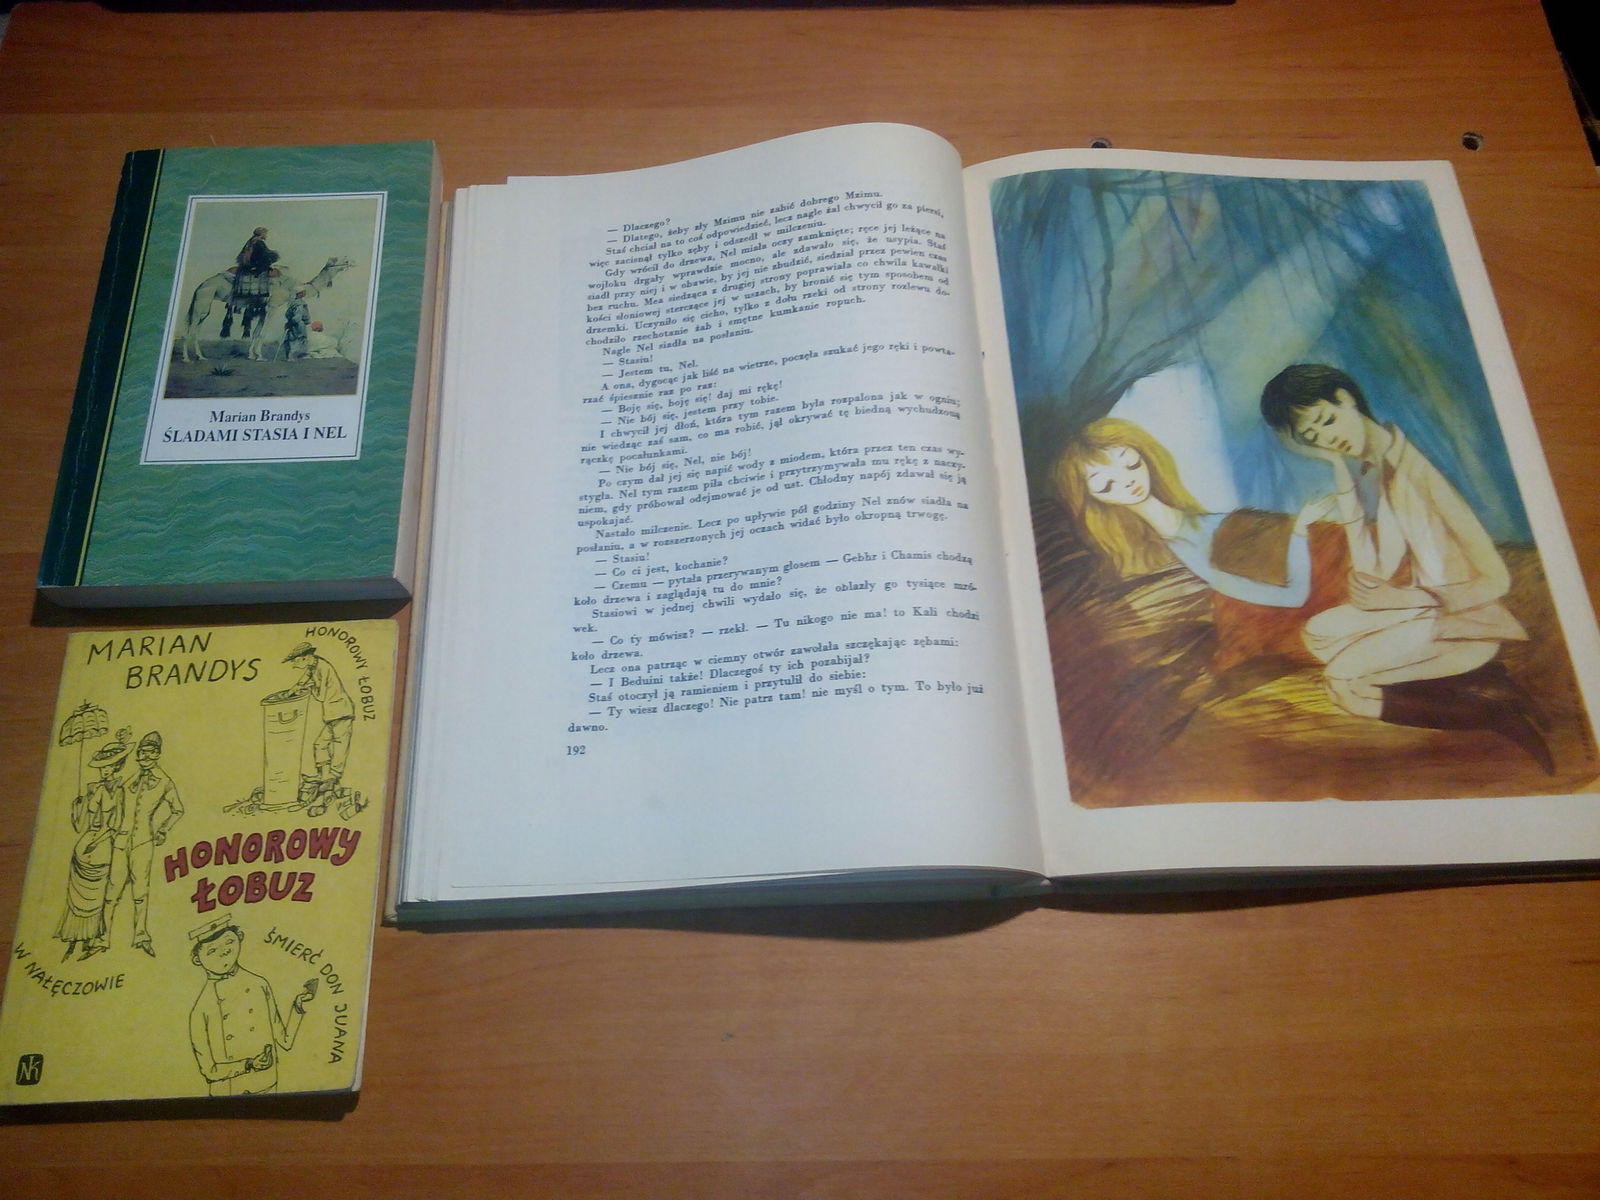 Marian Brandys
ŚLADAMI STASIA I NEL
MARIAN
BRANDYS
HONOROWY ŁOBUZ
HONOROWY
ŁOBUZ
W NAŁĘCZOWIE
ŚMIERĆ DON JUANA
NK
— Dlaczego?
— Dlatego, żeby zły Mzimu nie zabić dobrego Mzimu.
Staś chciał na to coś odpowiedzieć, lecz nagle żal chwycił go za piersi,
więc zacisnął tylko zęby i odszedł w milczeniu.
Gdy wrócił do drzewa, Nel miała oczy zamknięte; ręce jej leżące na
wojłoku drgały wprawdzie mocno, ale zdawało się, że usypia. Staś
siadł przy niej i w obawie, by jej nie zbudzić, siedział przez pewien czas
bez ruchu. Mea siedząca z drugiej strony poprawiała co chwila kawałki
kości słoniowej sterczące jej w uszach, by bronić się tym sposobem od
drzemki. Uczyniło się cicho, tylko z dołu rzeki od strony rozlewu do-
chodziło rzechotanie żab i smętne kumkanie ropuch.
Nagle Nel siadła na posłaniu.
— Stasiu!
— Jestem tu, Nel.
A ona, dygocąc jak liść na wietrze, poczęła szukać jego ręki i powta-
rzać śpiesznie raz po raz:
— Boję się, boję się! daj mi rękę!
— Nie bój się, jestem przy tobie.
I chwycił jej dłoń, która tym razem była rozpalona jak w ogniu;
nie wiedząc zaś sam, co ma robić, jął okrywać tę biedną wychudzoną
rączkę pocałunkami.
— Nie bój się, Nel, nie bój!
Po czym dał jej się napić wody z miodem, która przez ten czas wy-
stygła. Nel tym razem piła chciwie i przytrzymywała mu rękę z naczy-
niem, gdy próbował odejmować je od ust. Chłodny napój zdawał się ją
uspokajać.
Nastało milczenie. Lecz po upływie pół godziny Nel znów siadła na
posłaniu, a w rozszerzonych jej oczach widać było okropną trwogę.
— Stasiu!
— Co ci jest, kochanie?
— Czemu — pytała przerywanym głosem — Gebhr i Chamis chodzą
koło drzewa i zaglądają tu do mnie?
Stasiowi w jednej chwili wydało się, że oblazły go tysiące mró-
wek.
— Co ty mówisz? — rzekł. — Tu nikogo nie ma! to Kali chodzi
koło drzewa.
Lecz ona patrząc w ciemny otwór zawołała szczękając zębami:
— I Beduini także! Dlaczegoś ty ich pozabijał?
Staś otoczył ją ramieniem i przytulił do siebie:
— Ty wiesz dlaczego! Nie patrz tam! nie myśl o tym. To było już
dawno.
192